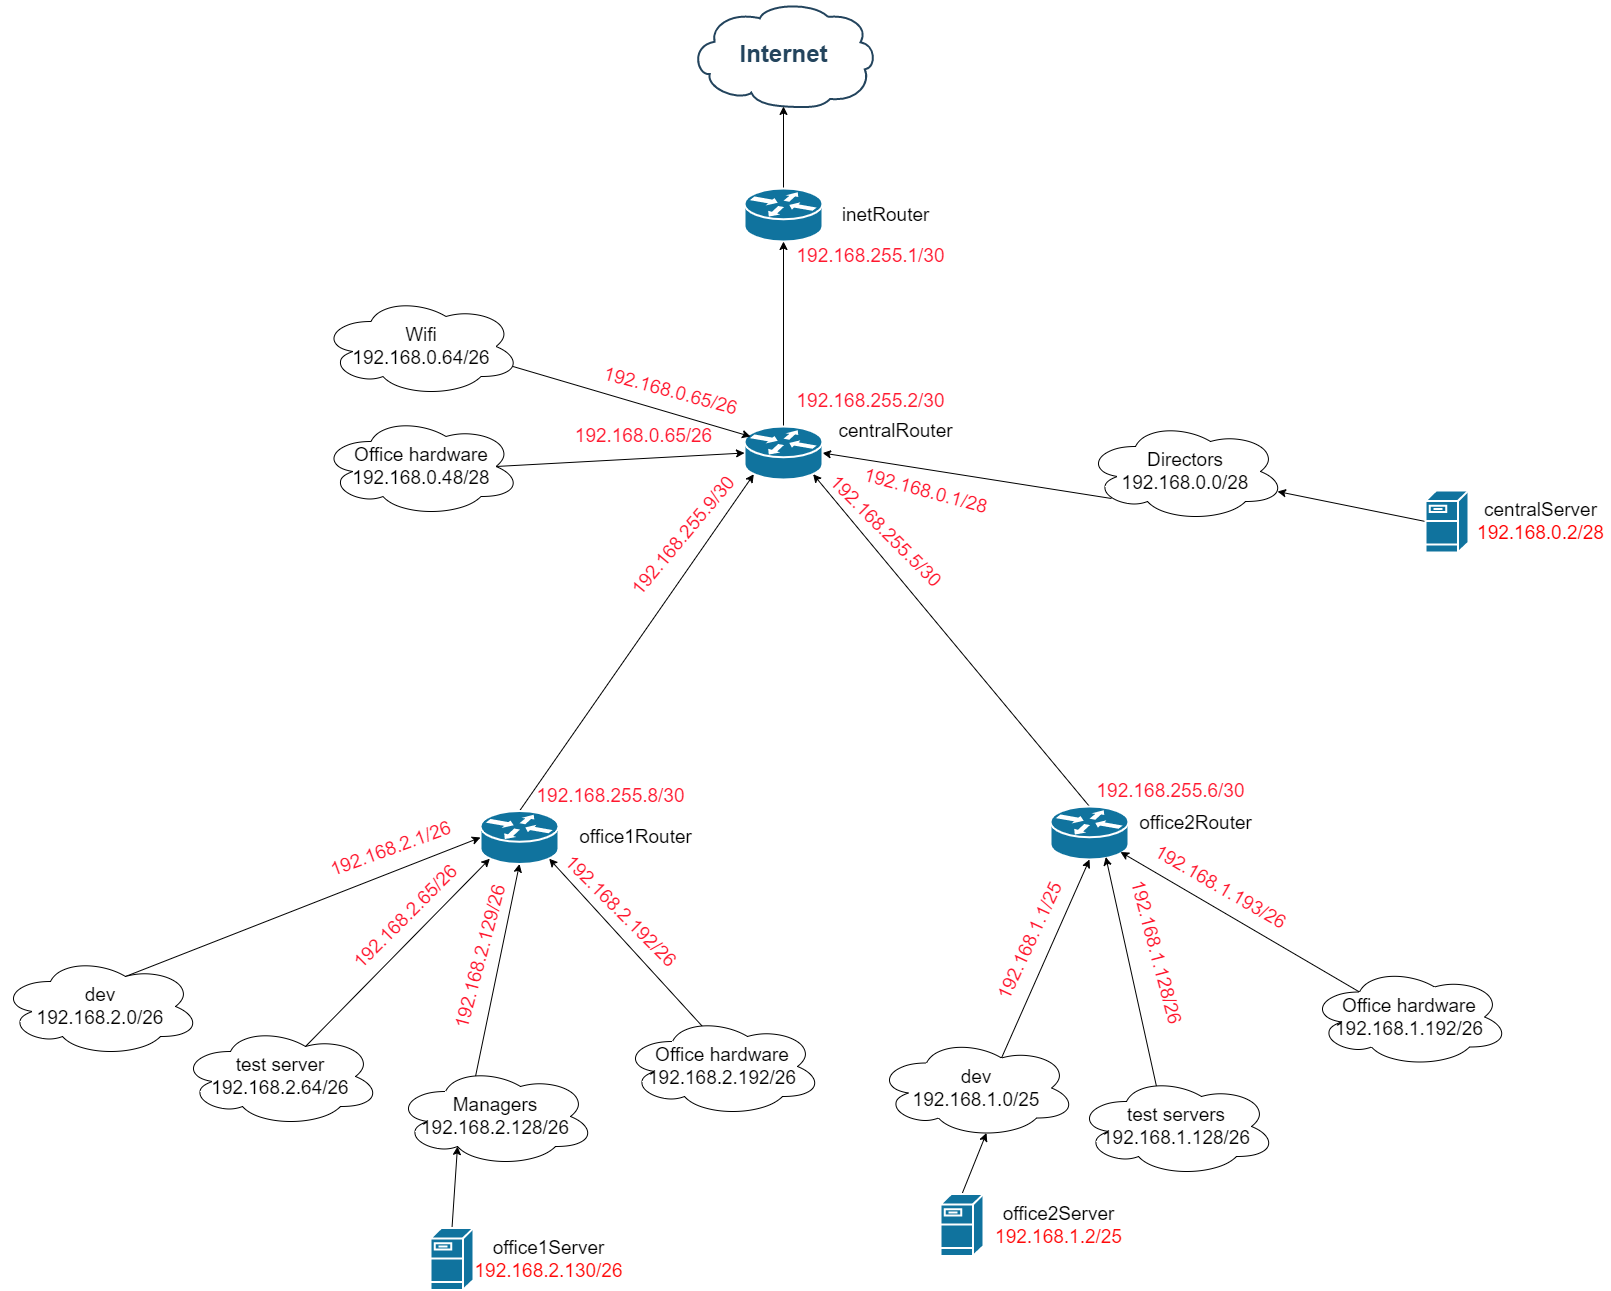 Internet
inetRouter
192.168.255.1/30
Wifi
192.168.0.64/26
192.168.0.65/26
192.168.255.2/30
centralRouter
Office hardware
192.168.0.48/28
192.168.0.65/26
Directors
192.168.0.0/28
192.168.0.1/28
centralServer
192.168.0.2/28
192.168.255.9/30
192.168.255.5/30
192.168.255.8/30
office1Router
192.168.255.6/30
office2Router
192.168.2.1/26
192.168.2.65/26
192.168.2.129/26
192.168.2.192/26
192.168.1.1/25
192.168.1.128/26
192.168.1.193/26
dev
192.168.2.0/26
test server
192.168.2.64/26
Managers
192.168.2.128/26
Office hardware
192.168.2.192/26
dev
192.168.1.0/25
test servers
192.168.1.128/26
Office hardware
192.168.1.192/26
office1Server
192.168.2.130/26
office2Server
192.168.1.2/25